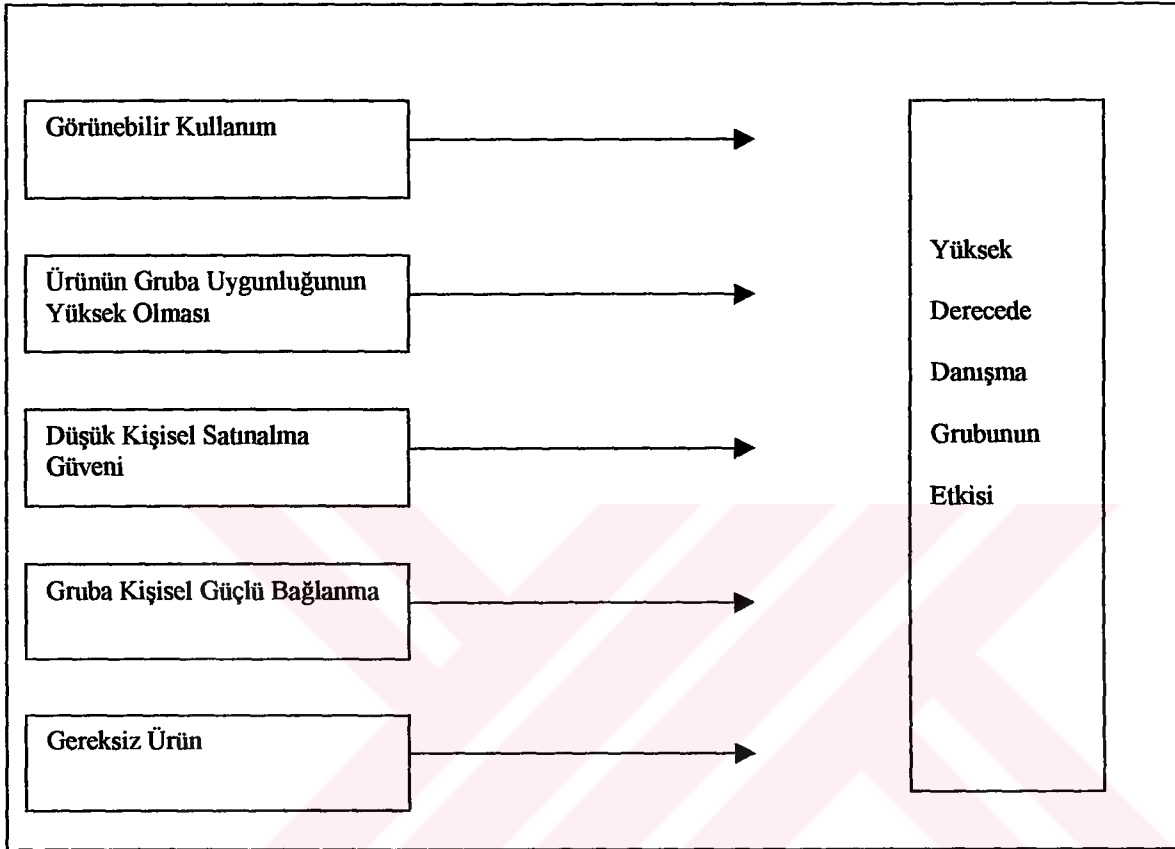 Görünebilir Kullanım
Ürünün Gruba Uygunluğunun
Yüksek Olması
Düşük Kişisel Satınalma
Güveni
Gruba Kişisel Güçlü Bağlanma
Gereksiz Ürün
Yüksek
Derecede
Danışma
Grubunun
Etkisi